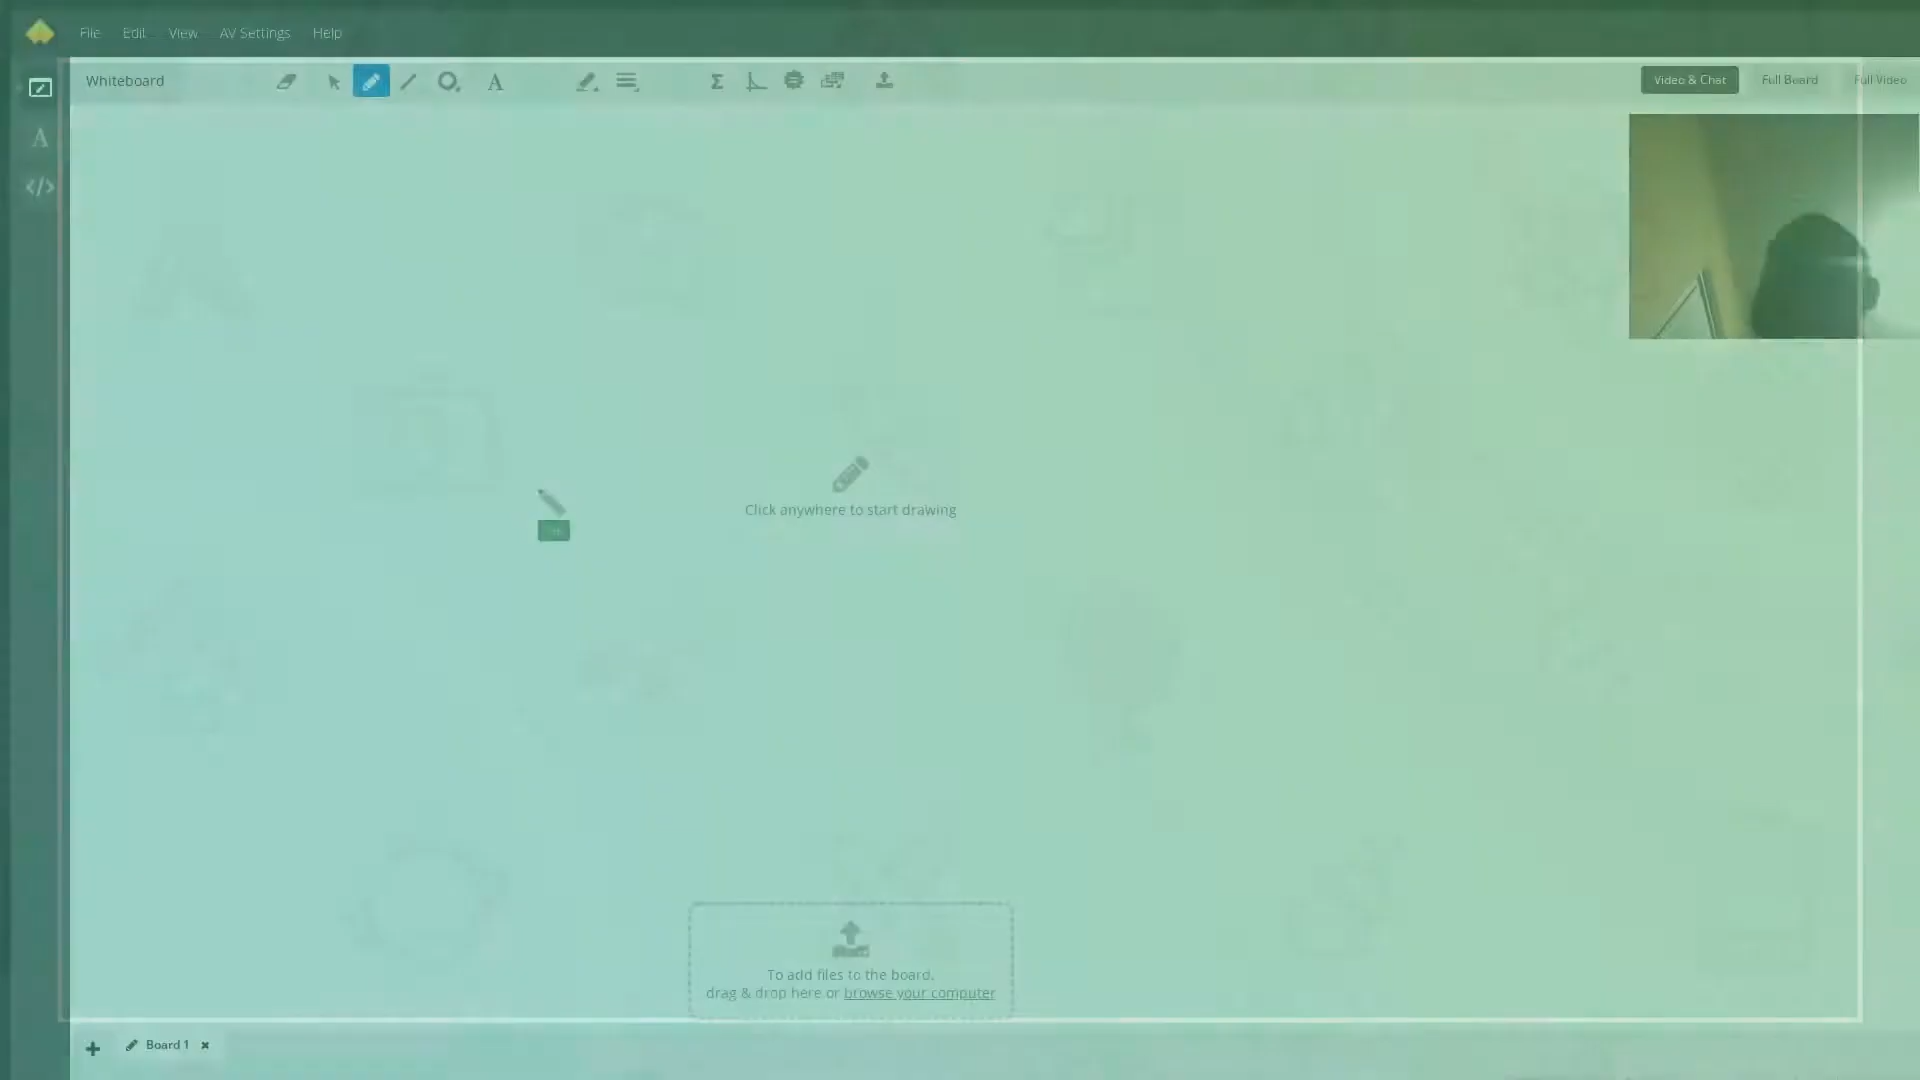 File Edit View AV Settings Help
Whiteboard
A
Σ
Video & Chat Full Board Full Video
A
</>
Click anywhere to start drawing
To add files to the board,
drag & drop here or browse your computer
+ Board 1 ×